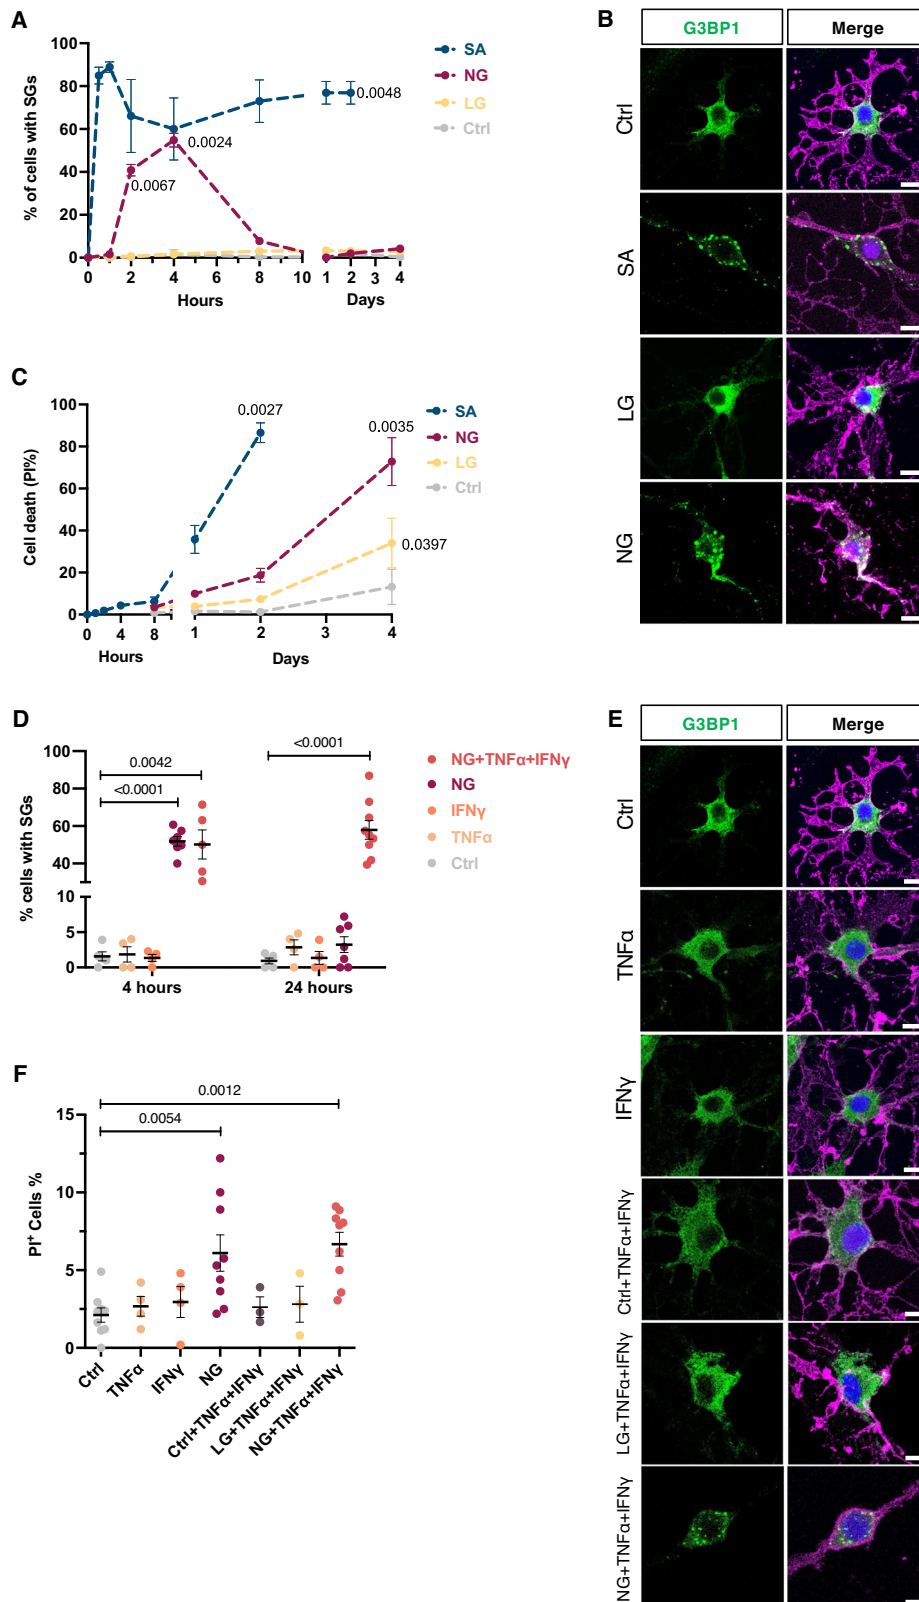 A
% of cells with SGs
100
80
60
40
20
0
0.0067
0.0024
0.0048
0 2 4 6 8 10 1 2 3 4
Hours Days
SA
NG
LG
Ctrl
B
G3BP1 Merge
Ctrl
SA
LG
NG
C
Cell death (PI%)
100
80
60
40
20
0
0.0027
0.0035
0.0397
0 4 8 1 2 3 4
Hours Days
SA
NG
LG
Ctrl
D
% cells with SGs
100
80
60
40
10
5
0
0.0042
<0.0001
<0.0001
4 hours 24 hours
NG+TNFα+IFNγ
NG
IFNγ
TNFα
Ctrl
E
G3BP1 Merge
Ctrl
TNFα
IFNγ
Ctrl+TNFα+IFNγ
LG+TNFα+IFNγ
NG+TNFα+IFNγ
F
PI+ Cells %
15
10
5
0
0.0012
0.0054
Ctrl
TNFα
IFNγ
NG
Ctrl+TNFα+IFNγ
LG+TNFα+IFNγ
NG+TNFα+IFNγ